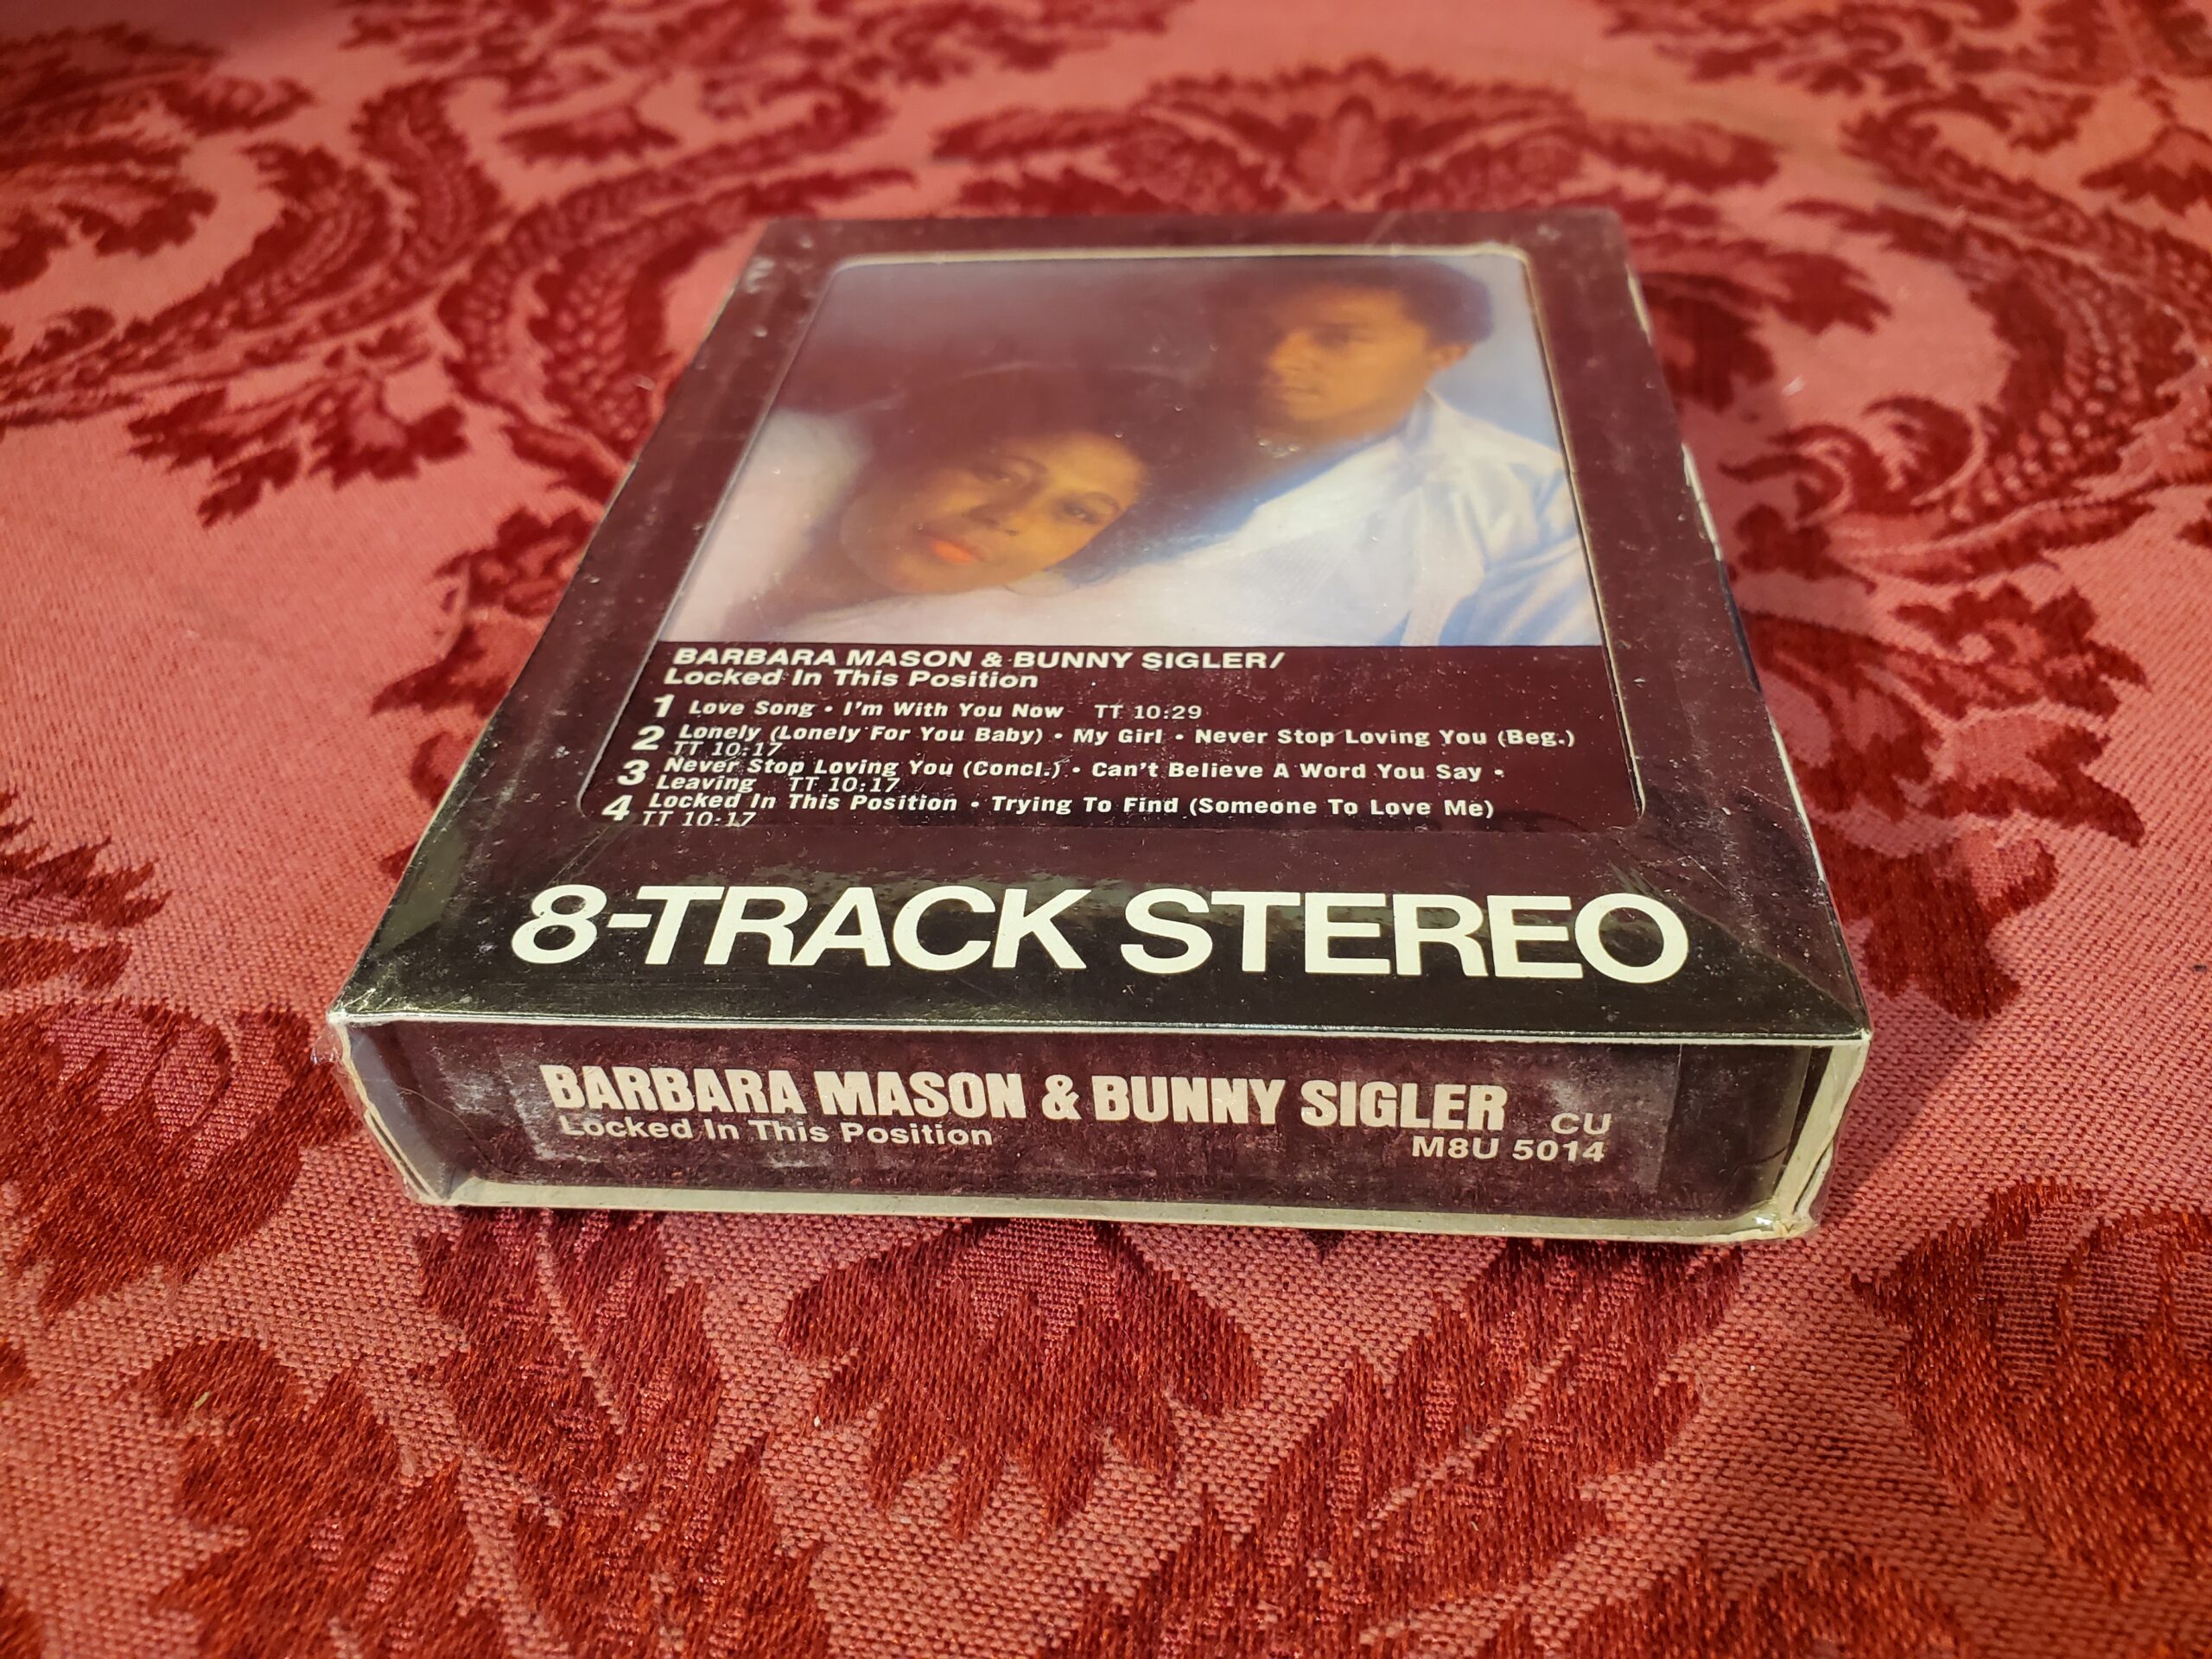 BARBARA MASON & BUNNY SIGLER/
Locked In This Position
1 Love Song • I'm With You Now TT 10:29
2 Lonely (Lonely For You Baby) • My Girl • Never Stop Loving You (Beg.)
TT 10:17
3 Never Stop Loving You (Concl.) • Can't Believe A Word You Say •
Leaving TT 10:17
4 Locked In This Position • Trying To Find (Someone To Love Me)
TT 10:17
8-TRACK STEREO
BARBARA MASON & BUNNY SIGLER CU
Locked In This Position M8U 5014